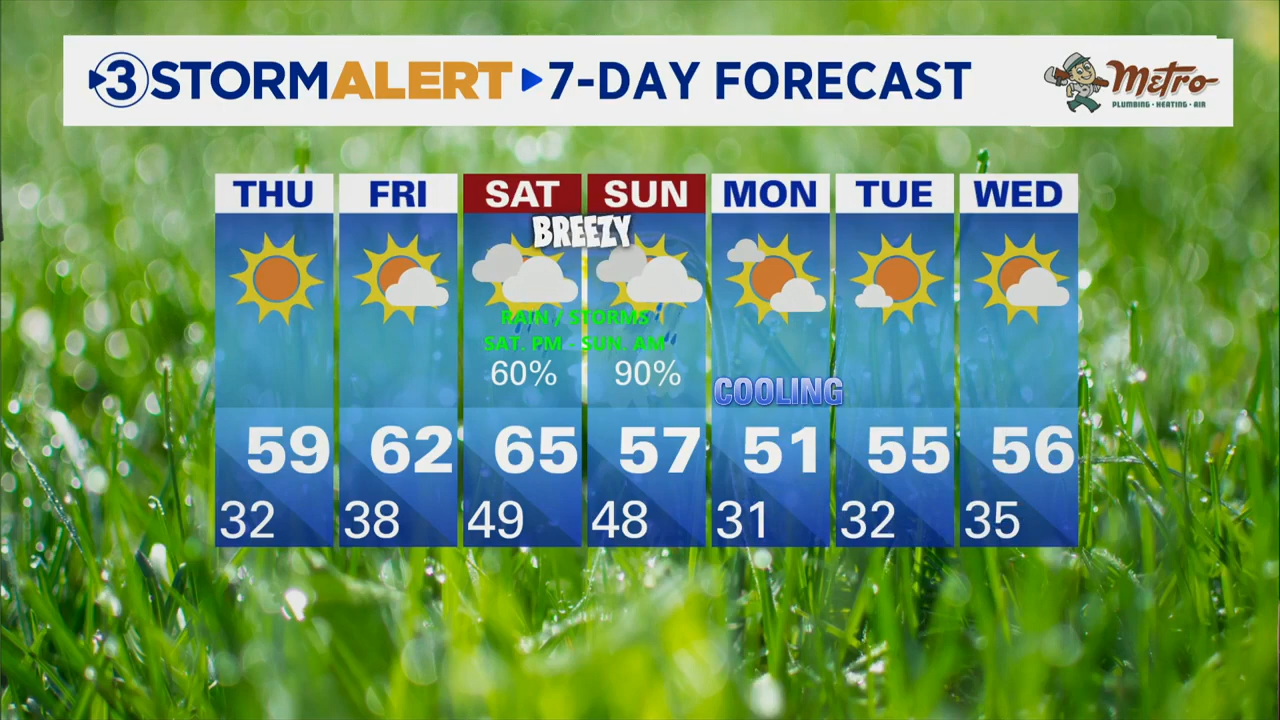 3 STORM ALERT 7-DAY FORECAST
Metro
PLUMBING • HEATING • AIR
THU FRI SAT SUN MON TUE WED
BREEZY
RAIN / STORMS
SAT. PM - SUN. AM
60% 90%
COOLING
59 62 65 57 51 55 56
32 38 49 48 31 32 35